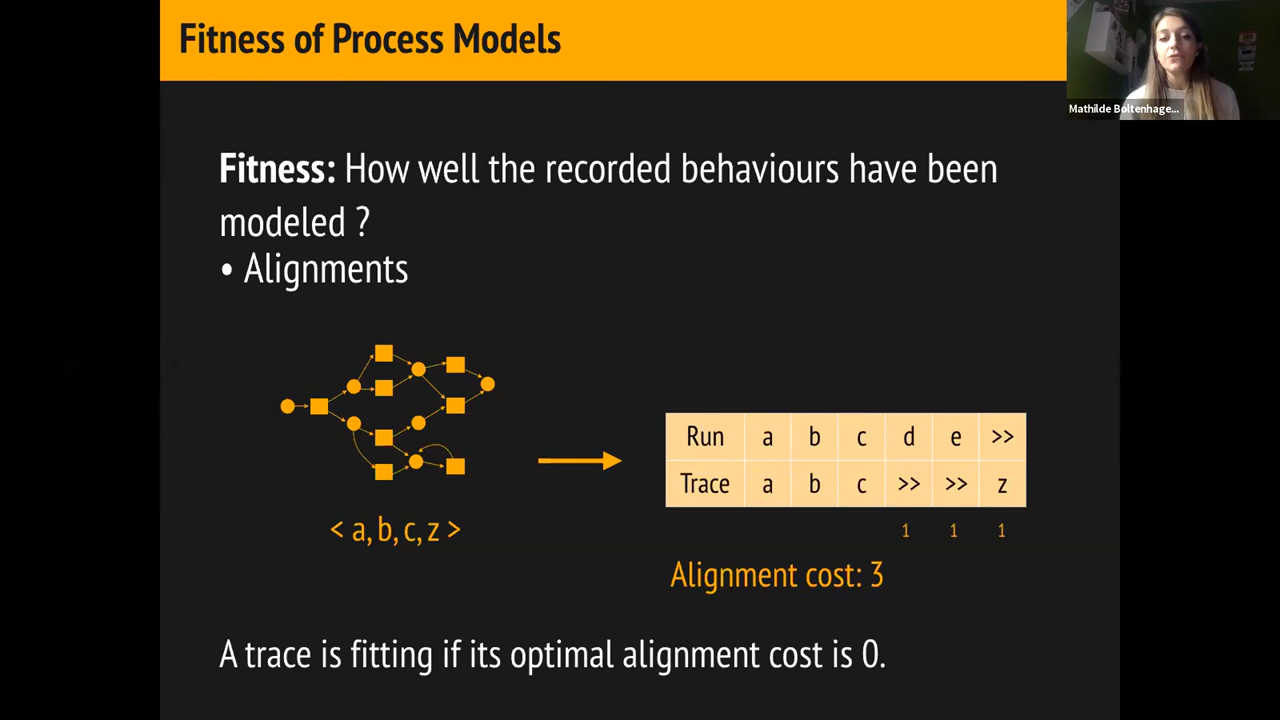 Fitness of Process Models
Mathilde Boltenhage...
Fitness: How well the recorded behaviours have been
modeled ?
• Alignments
Run a b c d e >>
Trace a b c >> >> z
1 1 1
< a, b, c, z >
Alignment cost: 3
A trace is fitting if its optimal alignment cost is 0.